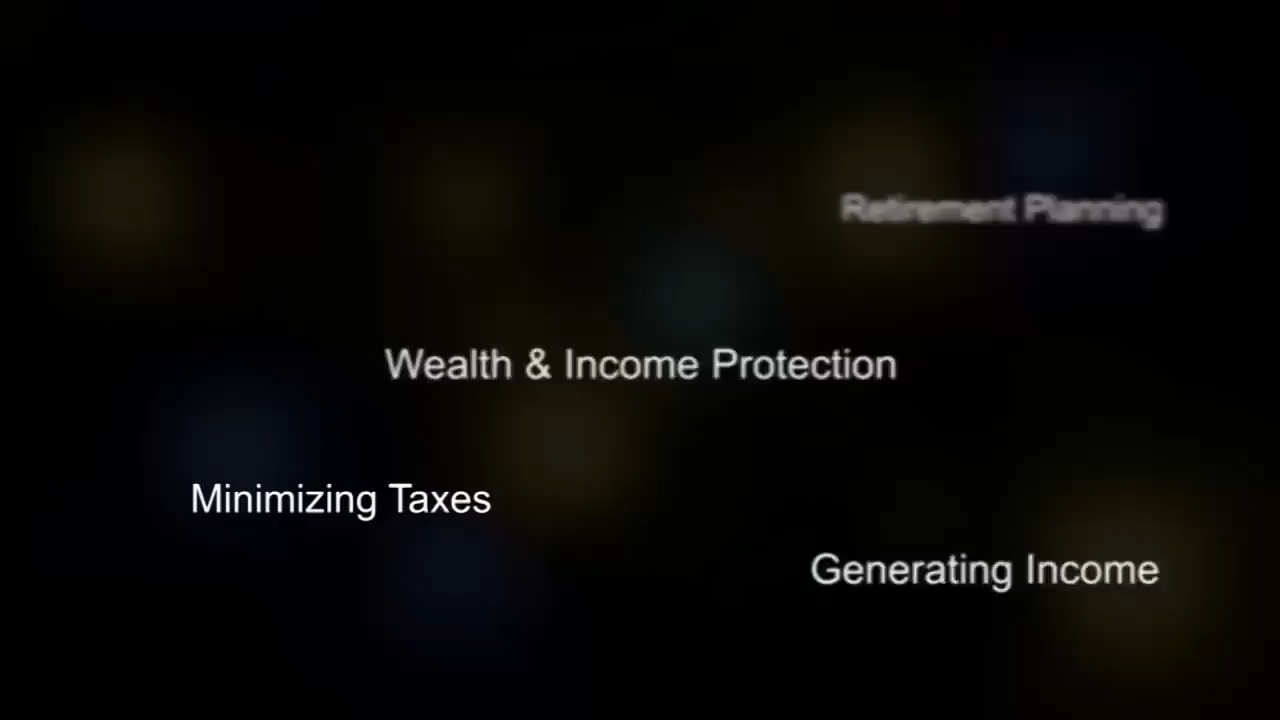 Retirement Planning
Wealth & Income Protection
Minimizing Taxes
Generating Income